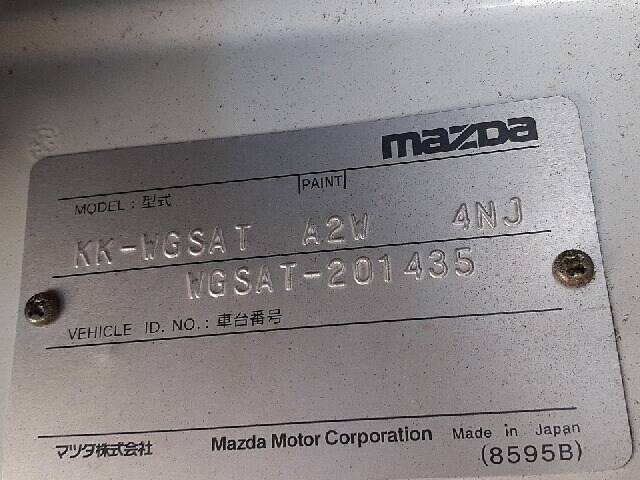 mazda
MODEL : 型式 PAINT
KK-WGSAT A2W 4NJ
WGSAT-201435
VEHICLE ID. NO. : 車台番号
マツダ株式会社 Mazda Motor Corporation Made in Japan
(8595B)